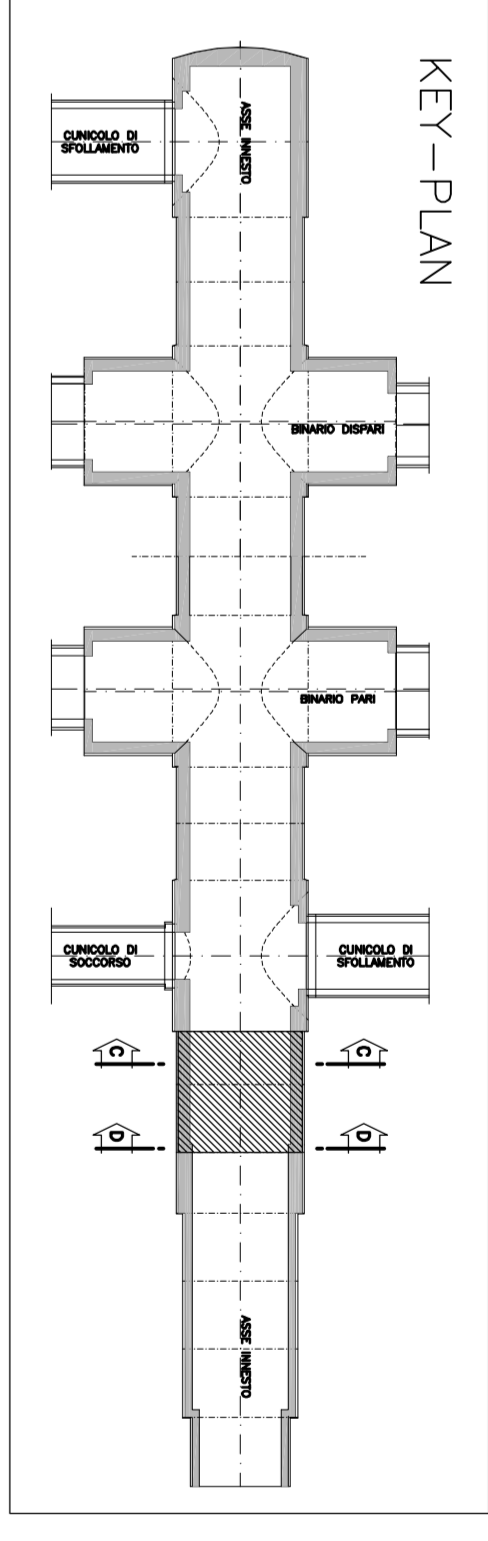 KEY-PLAN
ASSE INNESTO
CUNICOLO DI
SFOLLAMENTO
BINARIO DISPARI
BINARIO PARI
CUNICOLO DI
SOCCORSO
CUNICOLO DI
SFOLLAMENTO
C
C
D
D
ASSE INNESTO